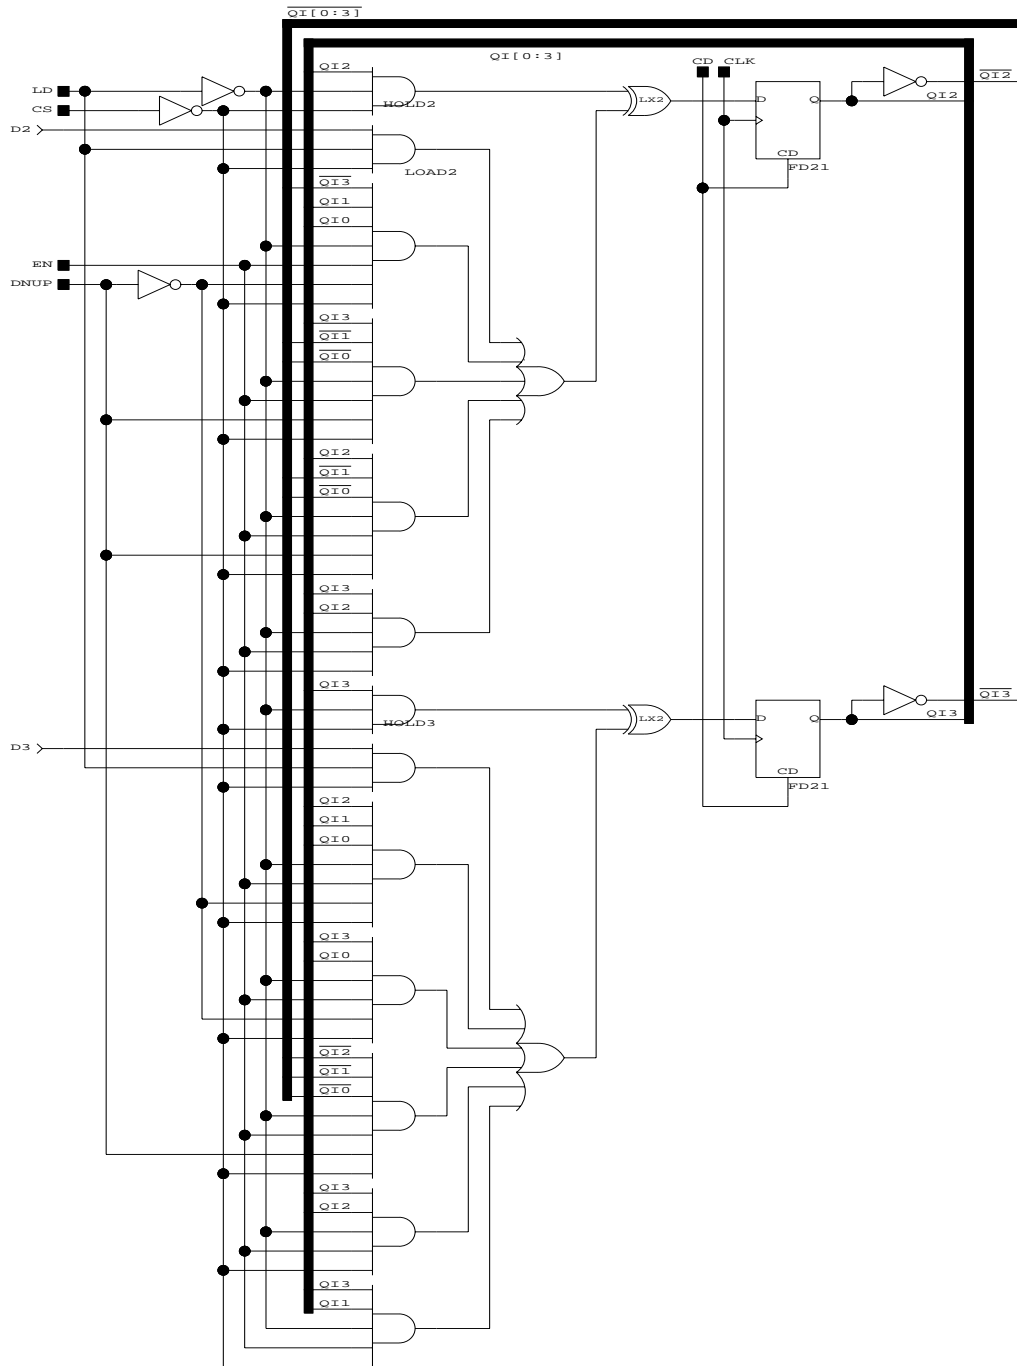 QI[0:3]
QI[0:3]
CD CLK
QI2
LD
CS
HOLD2
LX2
D
Q
QI2
QI2
D2
CD
FD21
LOAD2
QI3
QI1
QI0
EN
DNUP
QI3
QI1
QI0
QI2
QI1
QI0
QI3
QI2
QI3
HOLD3
LX2
D
Q
QI3
QI3
D3
CD
FD21
QI2
QI1
QI0
QI3
QI0
QI2
QI1
QI0
QI3
QI2
QI3
QI1